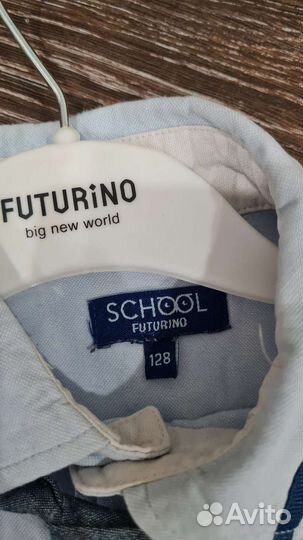 FUTURiNO
big new world
SCHOOL
FUTURINO
128
Avito